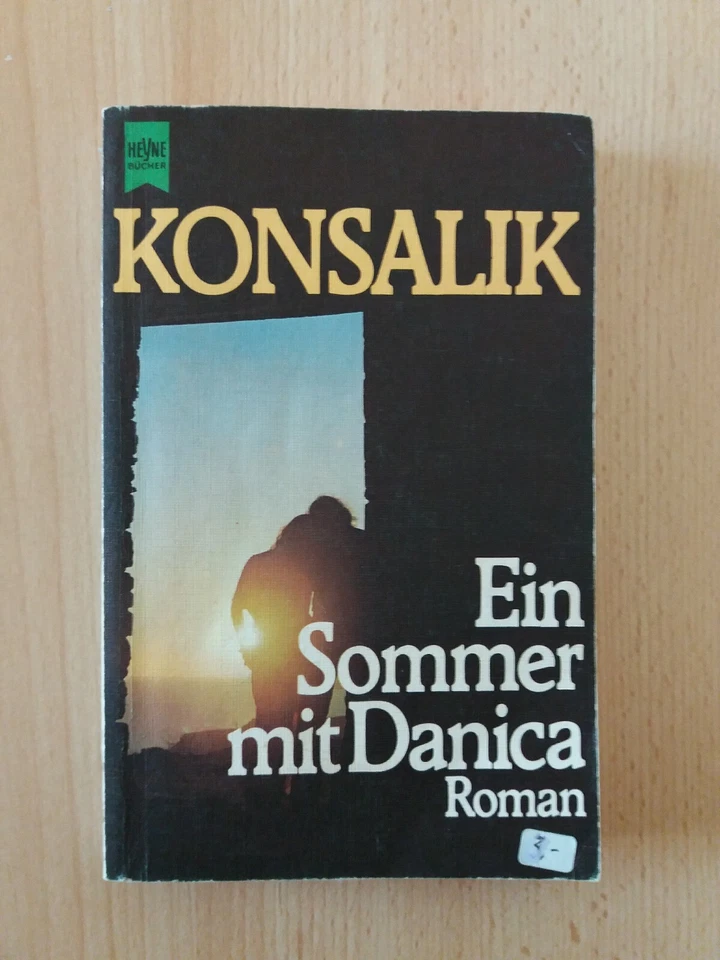 HEYNE
BÜCHER
KONSALIK
Ein
Sommer
mit Danica
Roman
3,-